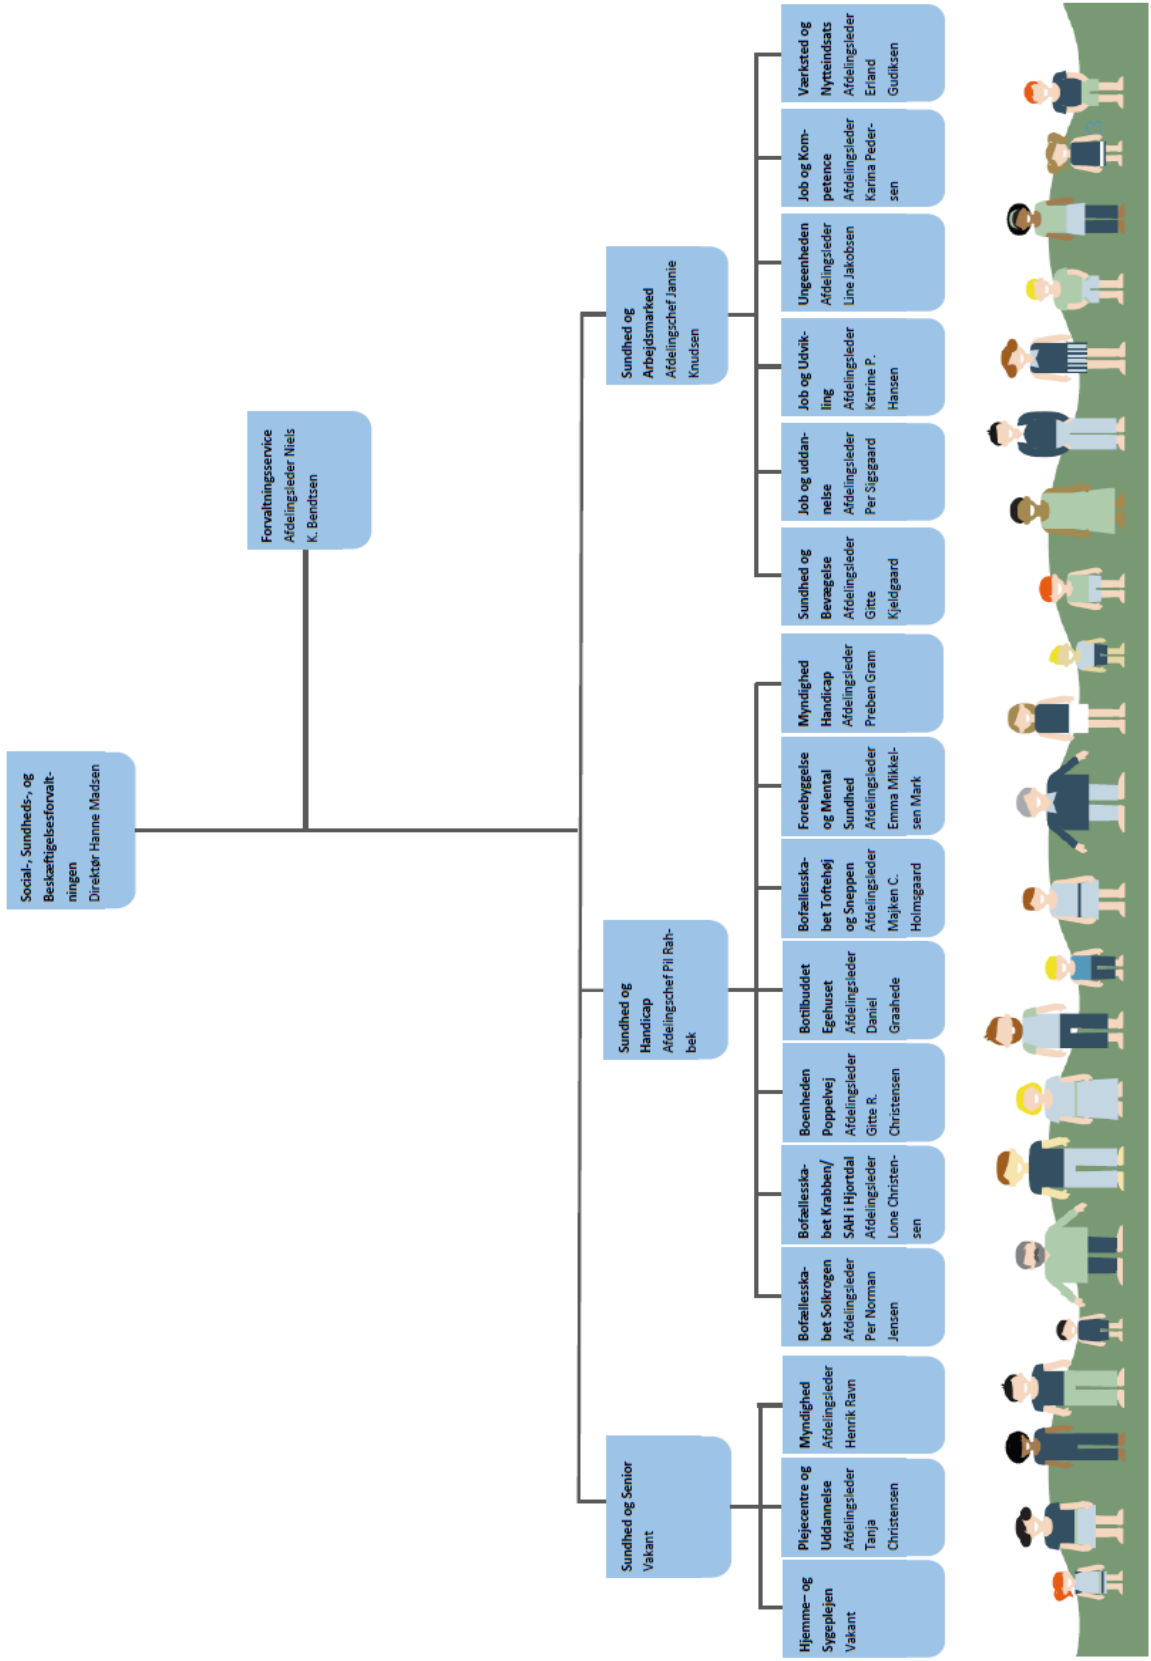 Social-, Sundheds-, og
Beskæftigelsesforvalt-
ningen
Direktør Hanne Madsen
Forvaltningsservice
Afdelingsleder Niels
K. Bendtsen
Sundhed og Senior
Vakant
Sundhed og
Handicap
Afdelingschef Pil Rah-
bek
Sundhed og
Arbejdsmarked
Afdelingschef Jannie
Knudsen
Hjemme– og
Sygeplejen
Vakant
Plejecentre og
Uddannelse
Afdelingsleder
Tanja
Christensen
Myndighed
Afdelingsleder
Henrik Ravn
Bofællesska-
bet Solkrogen
Afdelingsleder
Per Norman
Jensen
Bofællesska-
bet Krabben/
SAH i Hjortdal
Afdelingsleder
Lone Christen-
sen
Boenheden
Poppelvej
Afdelingsleder
Gitte R.
Christensen
Botilbuddet
Egehuset
Afdelingsleder
Daniel
Graahede
Bofællesska-
bet Toftehøj
og Sneppen
Afdelingsleder
Majken C.
Holmsgaard
Forebyggelse
og Mental
Sundhed
Afdelingsleder
Emma Mikkel-
sen Mark
Myndighed
Handicap
Afdelingsleder
Preben Gram
Sundhed og
Bevægelse
Afdelingsleder
Gitte
Kjeldgaard
Job og uddan-
nelse
Afdelingsleder
Per Sigsgaard
Job og Udvik-
ling
Afdelingsleder
Katrine P.
Hansen
Ungeenheden
Afdelingsleder
Line Jakobsen
Job og Kom-
petence
Afdelingsleder
Karina Peder-
sen
Værksted og
Nytteindsats
Afdelingsleder
Erland
Gudiksen